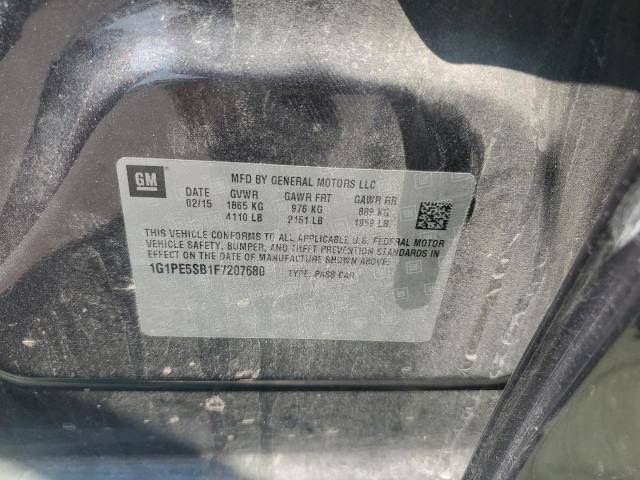 GM
MFD BY GENERAL MOTORS LLC
DATE GVWR GAWR FRT GAWR RR
02/15 1865 KG 976 KG 889 KG
4110 LB 2151 LB 1959 LB
THIS VEHICLE CONFORMS TO ALL APPLICABLE U.S. FEDERAL MOTOR
VEHICLE SAFETY, BUMPER, AND THEFT PREVENTION STANDARDS IN
EFFECT ON THE DATE OF MANUFACTURE SHOWN ABOVE.
1G1PE5SB1F7207680 TYPE: PASS CAR